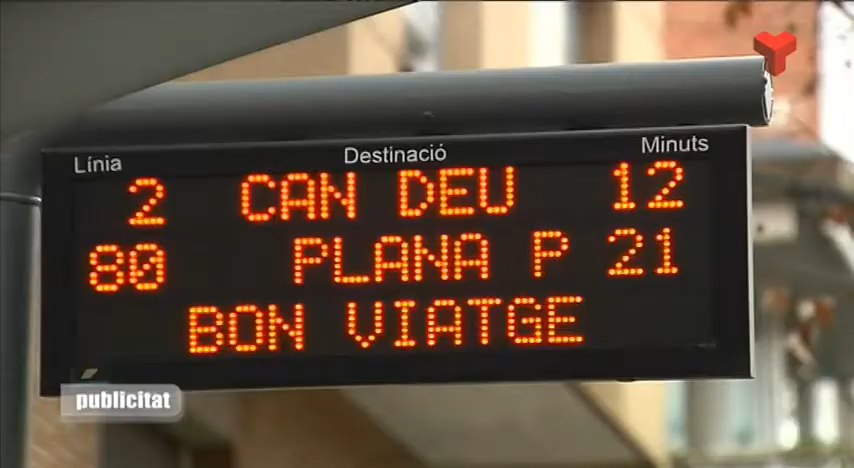 Línia Destinació Minuts
2 CAN DEU 12
80 PLANA P 21
BON VIATGE
publicitat